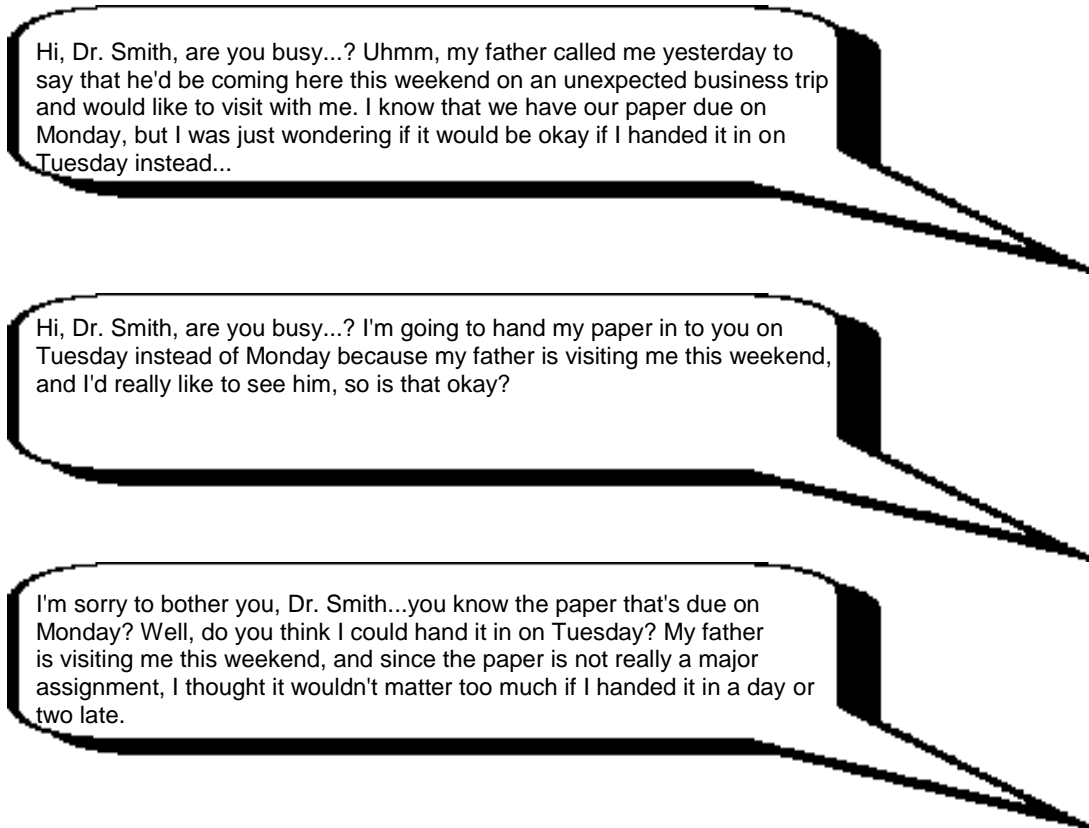 Hi, Dr. Smith, are you busy...? Uhmm, my father called me yesterday to
say that he'd be coming here this weekend on an unexpected business trip
and would like to visit with me. I know that we have our paper due on
Monday, but I was just wondering if it would be okay if I handed it in on
Tuesday instead...
Hi, Dr. Smith, are you busy...? I'm going to hand my paper in to you on
Tuesday instead of Monday because my father is visiting me this weekend,
and I'd really like to see him, so is that okay?
I'm sorry to bother you, Dr. Smith...you know the paper that's due on
Monday? Well, do you think I could hand it in on Tuesday? My father
is visiting me this weekend, and since the paper is not really a major
assignment, I thought it wouldn't matter too much if I handed it in a day or
two late.